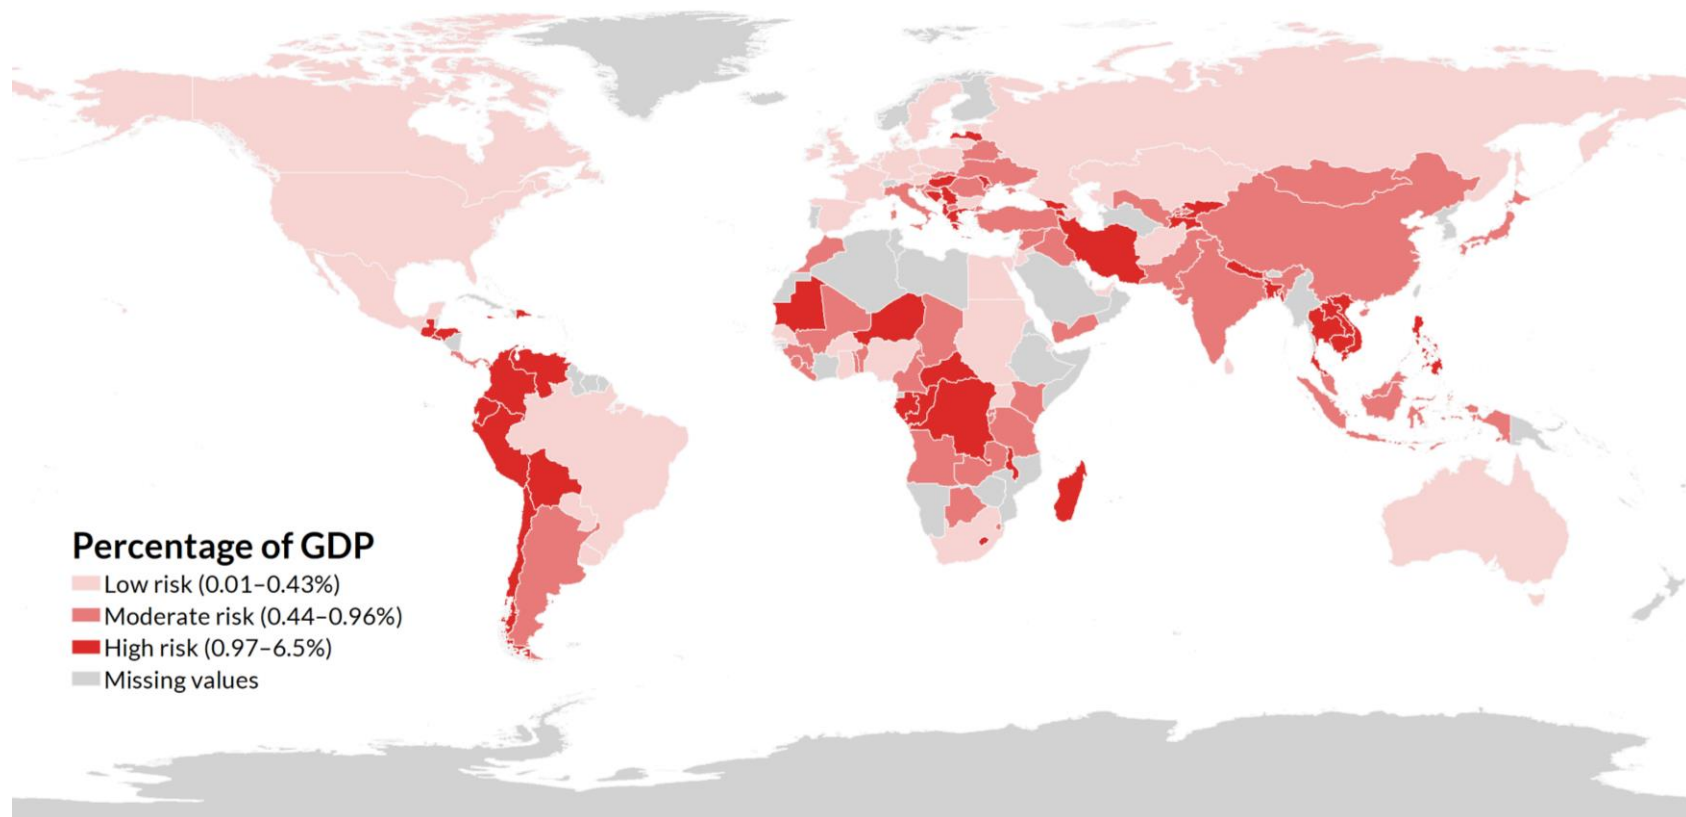 Percentage of GDP
Low risk (0.01–0.43%)
Moderate risk (0.44–0.96%)
High risk (0.97–6.5%)
Missing values